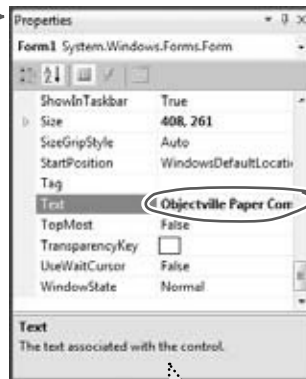 Properties
Form1 System.Windows.Forms.Form
ShowInTaskbar True
Size 408, 261
SizeGripStyle Auto
StartPosition WindowsDefaultLocati
Tag
Text Objectville Paper Com
TopMost False
TransparencyKey
UseWaitCursor False
WindowState Normal
Text
The text associated with the control.